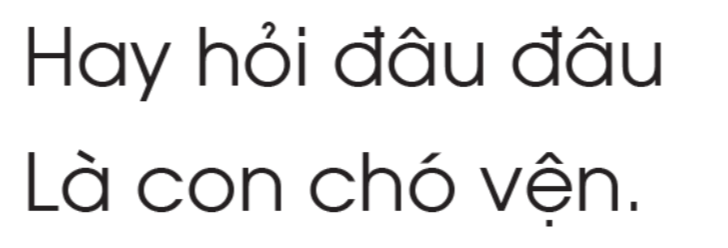 Hay hỏi đâu đâu
Là con chó vện.